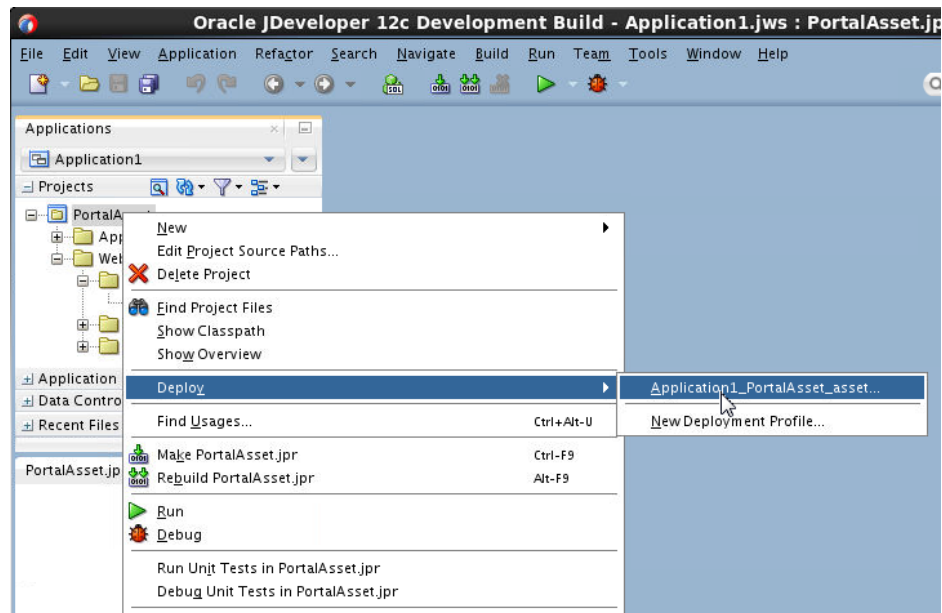 Oracle JDeveloper 12c Development Build - Application1.jws : PortalAsset.jp
File Edit View Application Refactor Search Navigate Build Run Team Tools Window Help
Applications
Application1
Projects
PortalA
App
Web
New
Edit Project Source Paths...
Delete Project
Find Project Files
Show Classpath
Show Overview
Application
Deploy
Application1_PortalAsset_asset...
Data Contro
Recent Files
Find Usages... Ctrl+Alt-U
New Deployment Profile...
Make PortalAsset.jpr Ctrl-F9
PortalAsset.jp
Rebuild PortalAsset.jpr Alt-F9
Run
Debug
Run Unit Tests in PortalAsset.jpr
Debug Unit Tests in PortalAsset.jpr